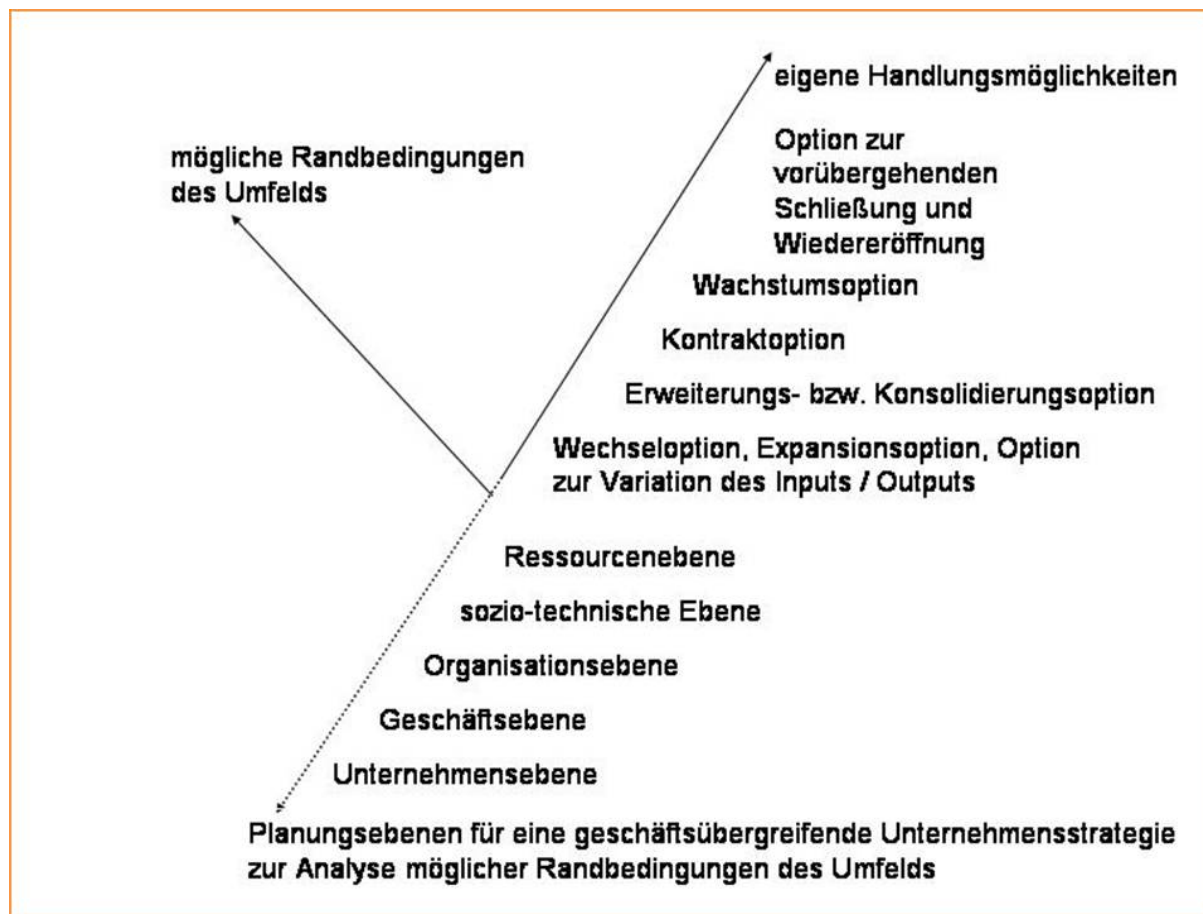 eigene Handlungsmöglichkeiten
mögliche Randbedingungen
des Umfelds
Option zur
vorübergehenden
Schließung und
Wiedereröffnung
Wachstumsoption
Kontraktoption
Erweiterungs- bzw. Konsolidierungsoption
Wechseloption, Expansionsoption, Option
zur Variation des Inputs / Outputs
Ressourcenebene
sozio-technische Ebene
Organisationsebene
Geschäftsebene
Unternehmensebene
Planungsebenen für eine geschäftsübergreifende Unternehmensstrategie
zur Analyse möglicher Randbedingungen des Umfelds